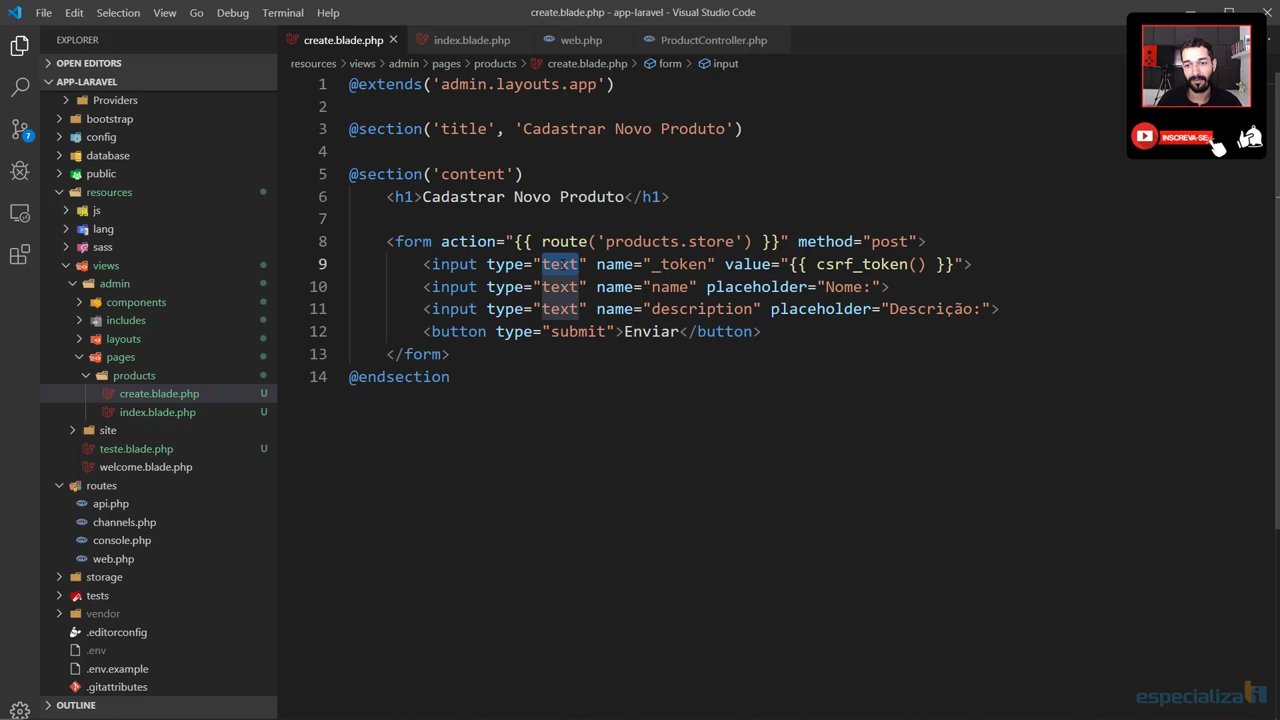 File Edit Selection View Go Debug Terminal Help
create.blade.php - app-laravel - Visual Studio Code
EXPLORER
create.blade.php
index.blade.php
web.php
ProductController.php
OPEN EDITORS
APP-LARAVEL
resources > views > admin > pages > products > create.blade.php > form > input
Providers
bootstrap
config
database
public
resources
js
lang
sass
views
admin
components
includes
layouts
pages
products
create.blade.php U
index.blade.php U
site
teste.blade.php U
welcome.blade.php
routes
api.php
channels.php
console.php
web.php
storage
tests
vendor
.editorconfig
.env
.env.example
.gitattributes
OUTLINE
7
1 @extends('admin.layouts.app')
2
3 @section('title', 'Cadastrar Novo Produto')
4
5 @section('content')
6 <h1>Cadastrar Novo Produto</h1>
7
8 <form action="{{ route('products.store') }}" method="post">
9 <input type="text" name="_token" value="{{ csrf_token() }}">
10 <input type="text" name="name" placeholder="Nome:">
11 <input type="text" name="description" placeholder="Descrição:">
12 <button type="submit">Enviar</button>
13 </form>
14 @endsection
INSCREVA-SE
especializati